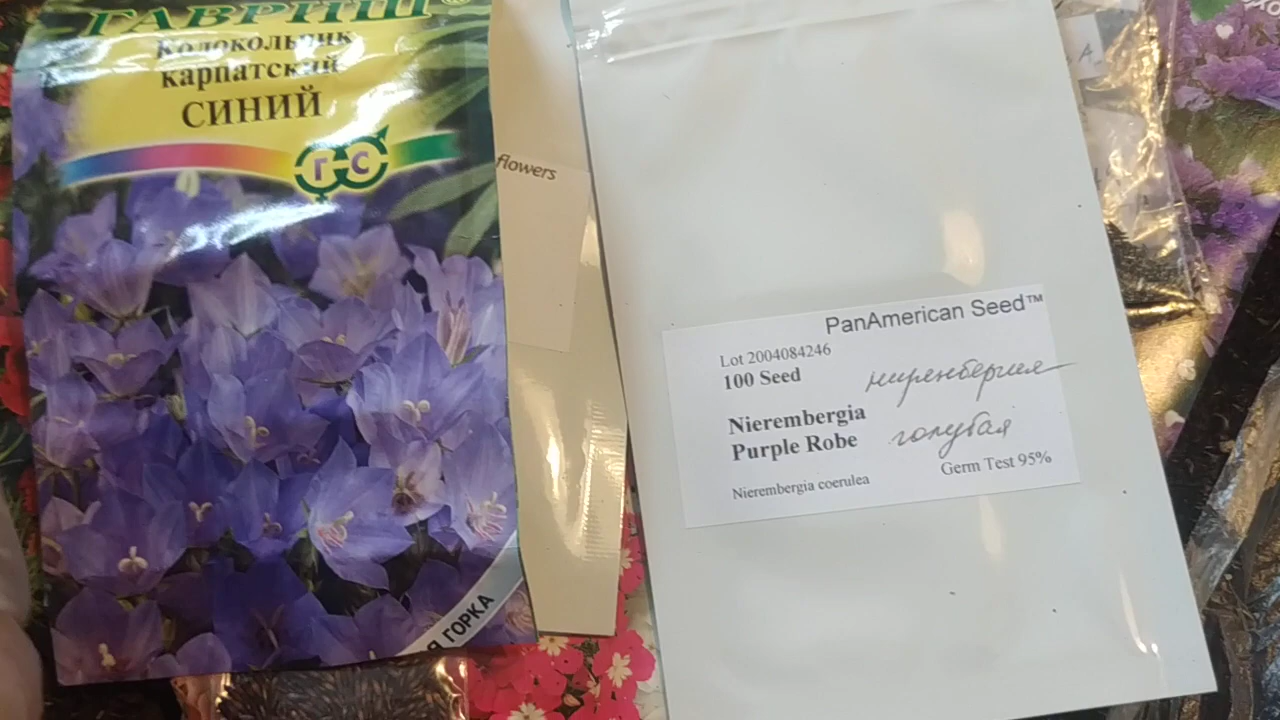 ГАВРИШ®
Колокольчик
карпатский
СИНИЙ
Г С
Я ГОРКА
flowers
PanAmerican Seed™
Lot 2004084246
100 Seed
ниренбергия
Nierembergia
Purple Robe
голубая
Germ Test 95%
Nierembergia coerulea